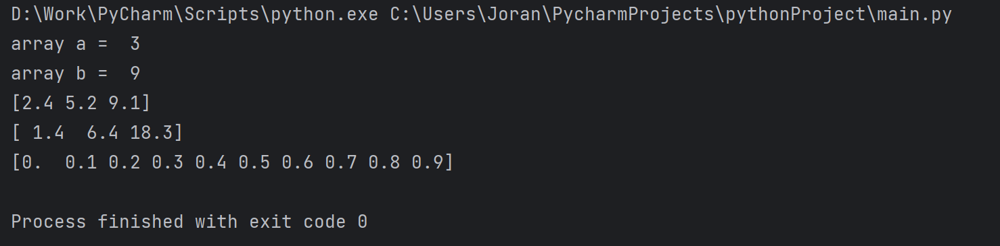 D:\Work\PyCharm\Scripts\python.exe C:\Users\Joran\PycharmProjects\pythonProject\main.py
array a =  3
array b =  9
[2.4 5.2 9.1]
[ 1.4  6.4 18.3]
[0.  0.1 0.2 0.3 0.4 0.5 0.6 0.7 0.8 0.9]
Process finished with exit code 0